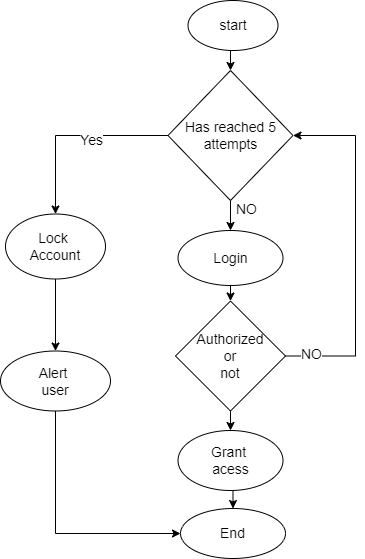 start
Has reached 5
attempts
Yes
NO
Lock
Account
Login
Authorized
or
not
NO
Alert
user
Grant
acess
End